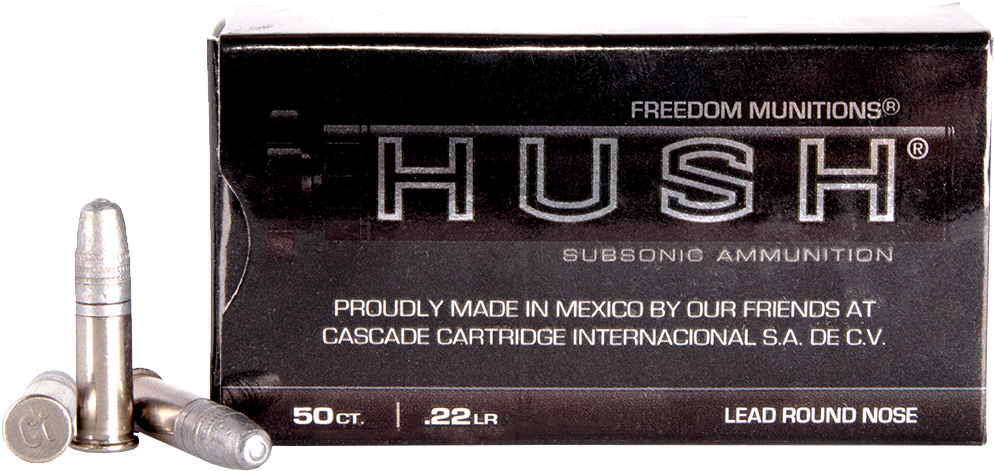 FREEDOM MUNITIONS®
HUSH®
SUBSONIC AMMUNITION
PROUDLY MADE IN MEXICO BY OUR FRIENDS AT
CASCADE CARTRIDGE INTERNACIONAL S.A. DE C.V.
50 CT. | .22 LR LEAD ROUND NOSE
Ci